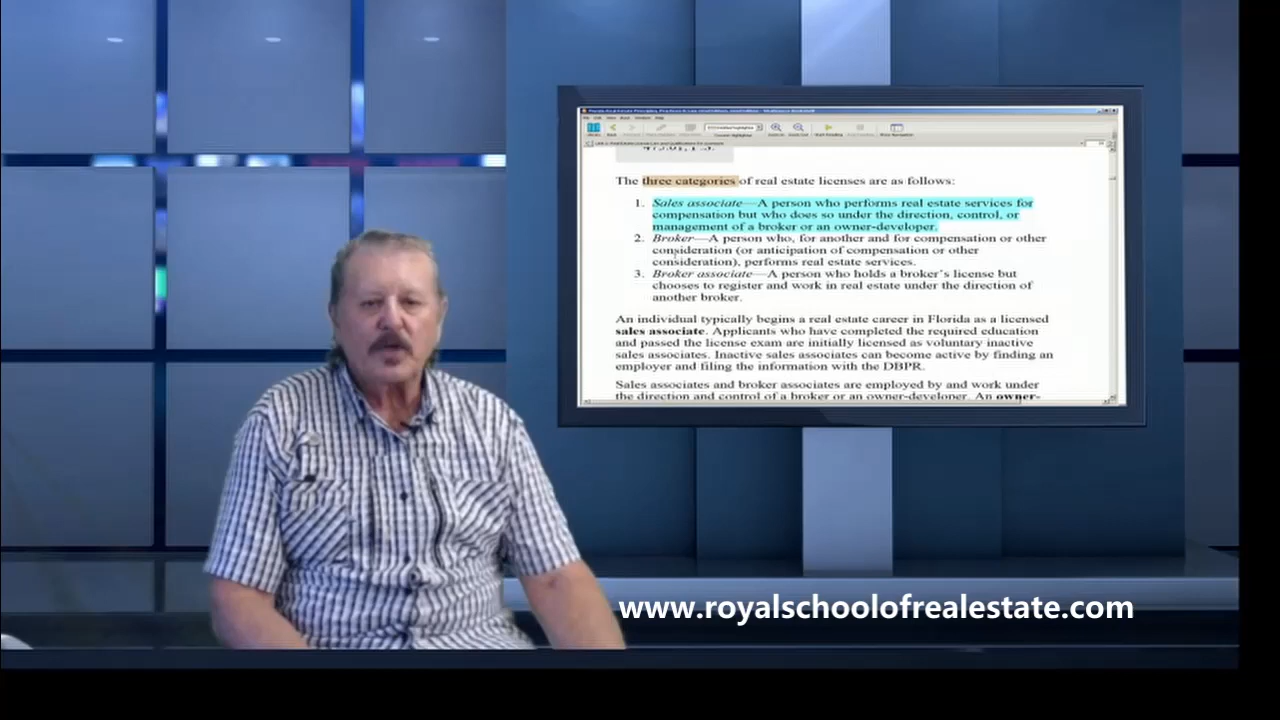 The three categories of real estate licenses are as follows:
1. Sales associate—A person who performs real estate services for
compensation but who does so under the direction, control, or
management of a broker or an owner-developer.
2. Broker—A person who, for another and for compensation or other
consideration (or anticipation of compensation or other
consideration), performs real estate services.
3. Broker associate—A person who holds a broker's license but
chooses to register and work in real estate under the direction of
another broker.
An individual typically begins a real estate career in Florida as a licensed
sales associate. Applicants who have completed the required education
and passed the license exam are initially licensed as voluntary inactive
sales associates. Inactive sales associates can become active by finding an
employer and filing the information with the DBPR.
Sales associates and broker associates are employed by and work under
the direction and control of a broker or an owner-developer. An owner-
www.royalschoolofrealestate.com